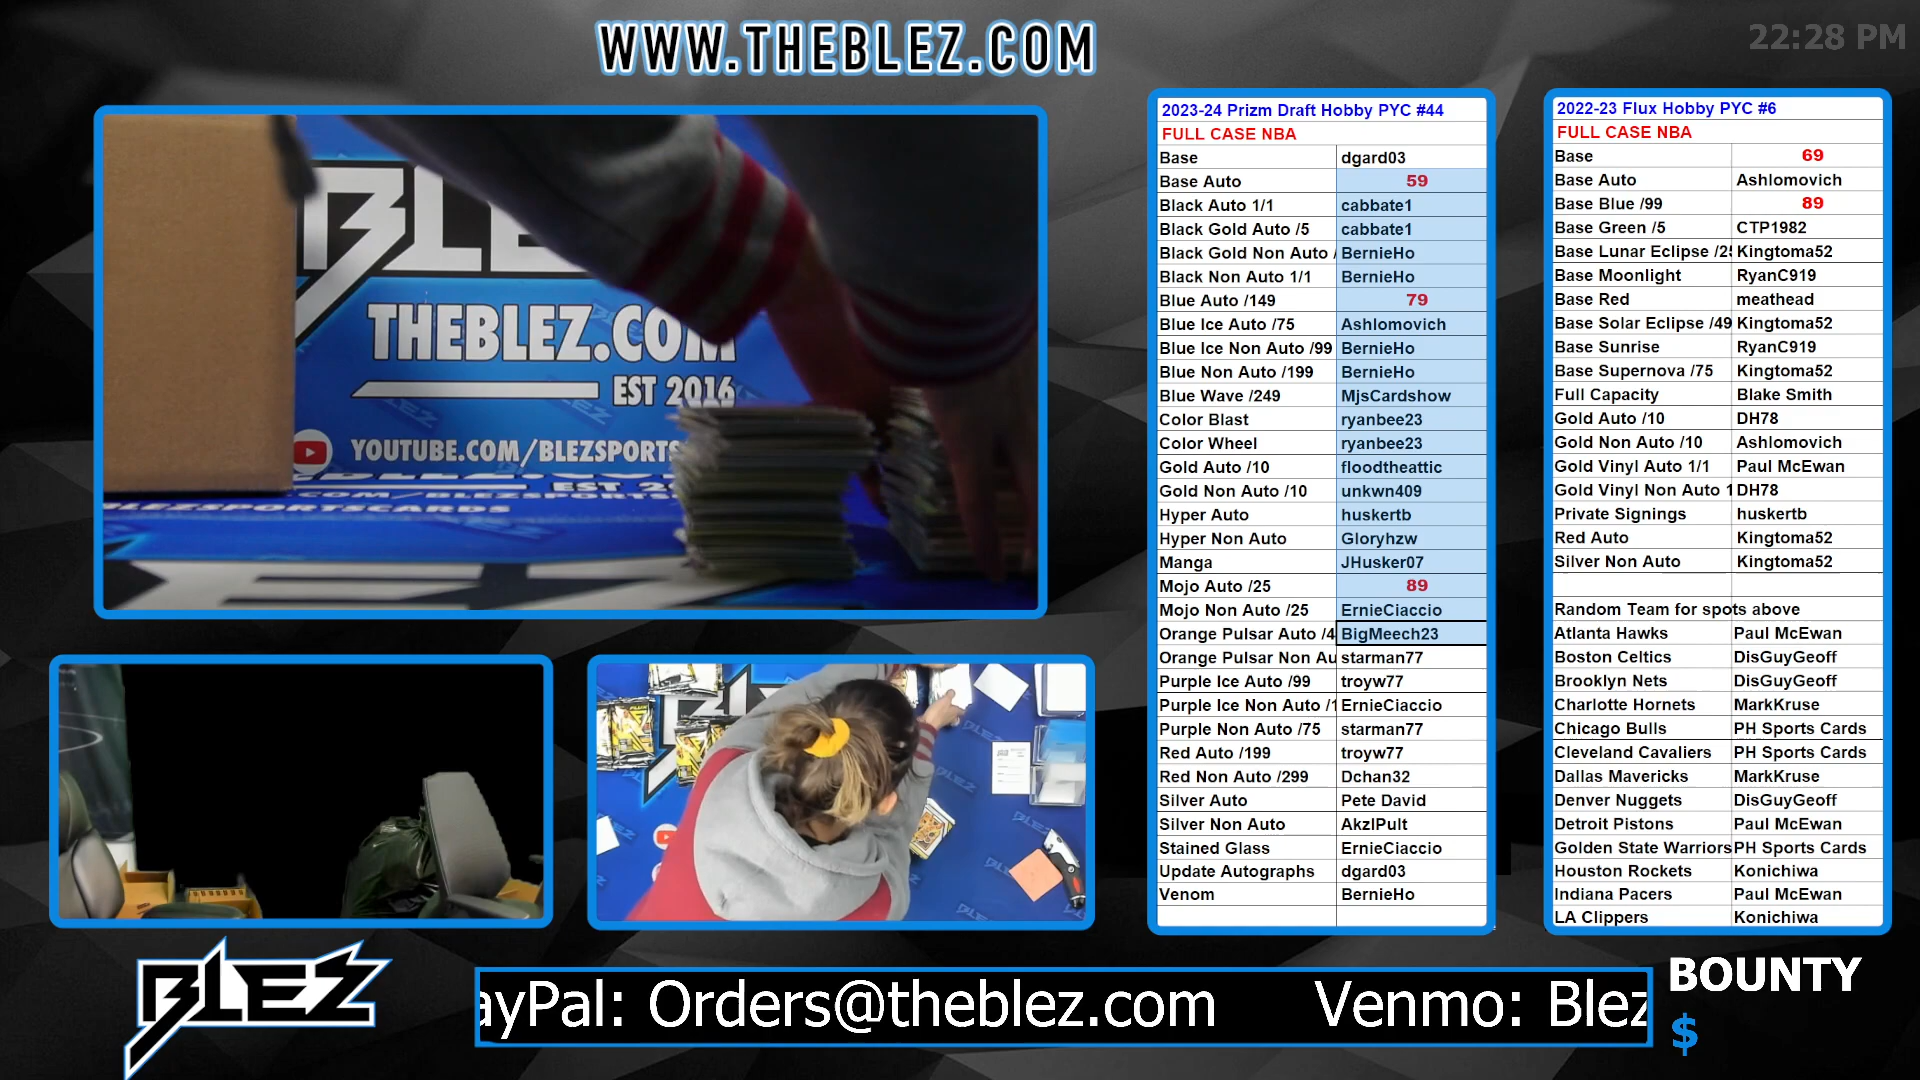 WWW.THEBLEZ.COM
22:28 PM
THEBLEZ.COM
EST 2016
YOUTUBE.COM/BLEZSPORTS
BLEZSPORTSCARDS
2023-24 Prizm Draft Hobby PYC #44
FULL CASE NBA
Base dgard03
Base Auto 59
Black Auto 1/1 cabbate1
Black Gold Auto /5 cabbate1
Black Gold Non Auto / BernieHo
Black Non Auto 1/1 BernieHo
Blue Auto /149 79
Blue Ice Auto /75 Ashlomovich
Blue Ice Non Auto /99 BernieHo
Blue Non Auto /199 BernieHo
Blue Wave /249 MjsCardshow
Color Blast ryanbee23
Color Wheel ryanbee23
Gold Auto /10 floodtheattic
Gold Non Auto /10 unkwn409
Hyper Auto huskertb
Hyper Non Auto Gloryhzw
Manga JHusker07
Mojo Auto /25 89
Mojo Non Auto /25 ErnieCiaccio
Orange Pulsar Auto /4 BigMeech23
Orange Pulsar Non Au starman77
Purple Ice Auto /99 troyw77
Purple Ice Non Auto /1 ErnieCiaccio
Purple Non Auto /75 starman77
Red Auto /199 troyw77
Red Non Auto /299 Dchan32
Silver Auto Pete David
Silver Non Auto AkzlPult
Stained Glass ErnieCiaccio
Update Autographs dgard03
Venom BernieHo
2022-23 Flux Hobby PYC #6
FULL CASE NBA
Base 69
Base Auto Ashlomovich
Base Blue /99 89
Base Green /5 CTP1982
Base Lunar Eclipse /25 Kingtoma52
Base Moonlight RyanC919
Base Red meathead
Base Solar Eclipse /49 Kingtoma52
Base Sunrise RyanC919
Base Supernova /75 Kingtoma52
Full Capacity Blake Smith
Gold Auto /10 DH78
Gold Non Auto /10 Ashlomovich
Gold Vinyl Auto 1/1 Paul McEwan
Gold Vinyl Non Auto 1 DH78
Private Signings huskertb
Red Auto Kingtoma52
Silver Non Auto Kingtoma52
Random Team for spots above
Atlanta Hawks Paul McEwan
Boston Celtics DisGuyGeoff
Brooklyn Nets DisGuyGeoff
Charlotte Hornets MarkKruse
Chicago Bulls PH Sports Cards
Cleveland Cavaliers PH Sports Cards
Dallas Mavericks MarkKruse
Denver Nuggets DisGuyGeoff
Detroit Pistons Paul McEwan
Golden State Warriors PH Sports Cards
Houston Rockets Konichiwa
Indiana Pacers Paul McEwan
LA Clippers Konichiwa
BLEZ
ayPal: Orders@theblez.com Venmo: Blez
BOUNTY
$